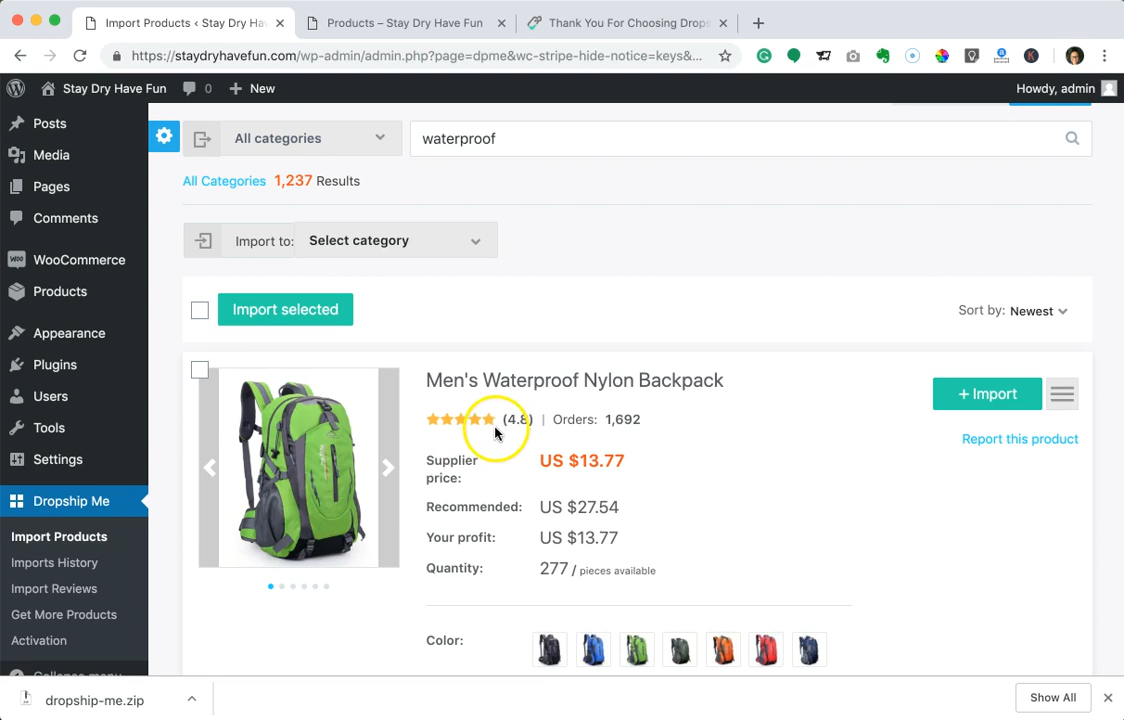 Import Products ‹ Stay Dry Ha
Products – Stay Dry Have Fun
Thank You For Choosing Drops
https://staydryhavefun.com/wp-admin/admin.php?page=dpme&wc-stripe-hide-notice=keys&...
Stay Dry Have Fun
0
+ New
Howdy, admin
Posts
Media
Pages
Comments
WooCommerce
Products
Appearance
Plugins
Users
Tools
Settings
Dropship Me
Import Products
Imports History
Import Reviews
Get More Products
Activation
Collapse menu
All categories
waterproof
All Categories 1,237 Results
Import to: Select category
Import selected
Sort by: Newest
Men's Waterproof Nylon Backpack
(4.8) | Orders: 1,692
+ Import
Report this product
Supplier price: US $13.77
Recommended: US $27.54
Your profit: US $13.77
Quantity: 277 / pieces available
Color:
dropship-me.zip
Show All